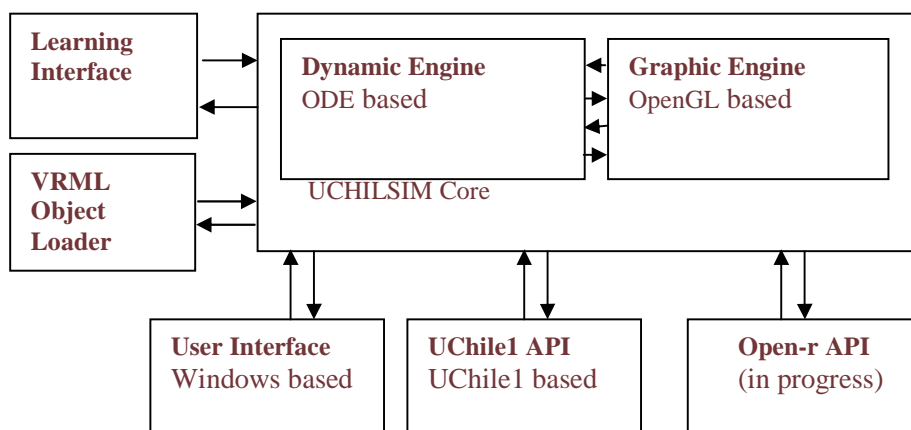 Learning
Interface
Dynamic Engine
ODE based
Graphic Engine
OpenGL based
UCHILSIM Core
VRML
Object
Loader
User Interface
Windows based
UChile1 API
UChile1 based
Open-r API
(in progress)